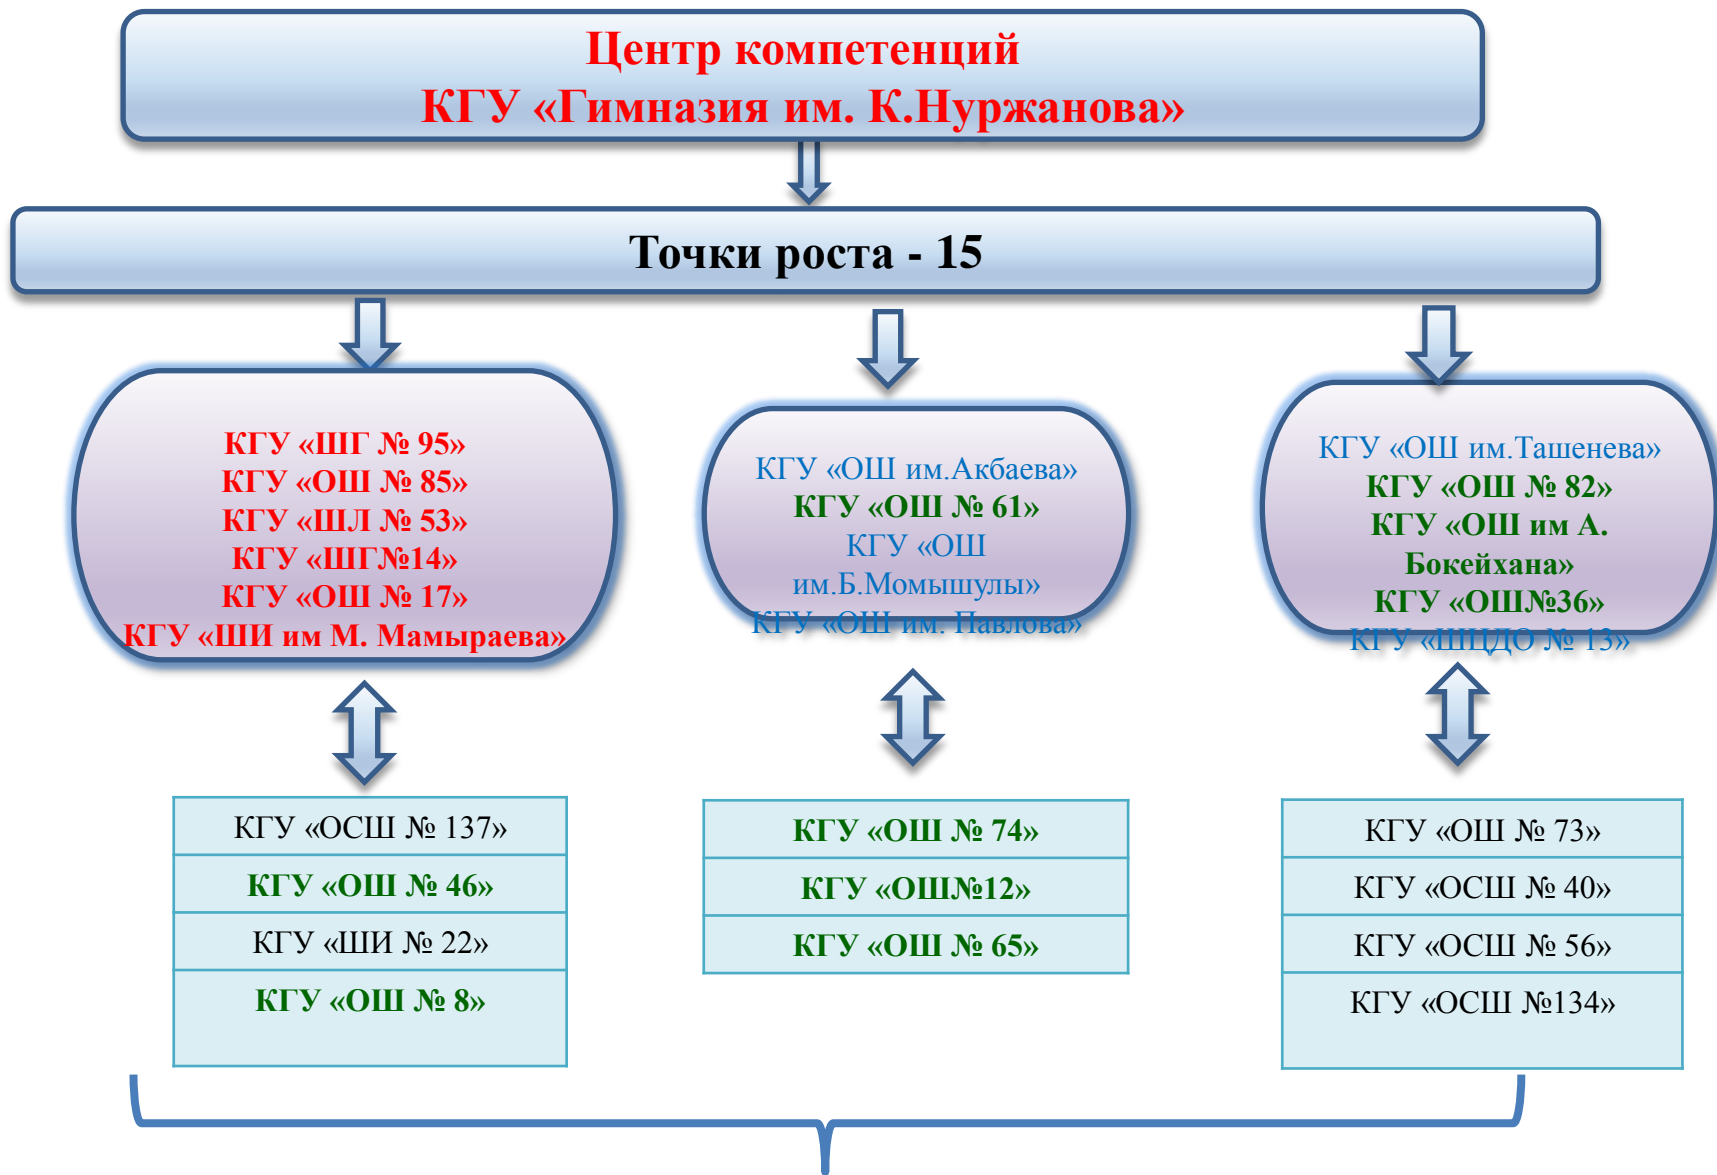 Центр компетенций
КГУ «Гимназия им. К.Нуржанова»
Точки роста - 15
КГУ «ШГ № 95»
КГУ «ОШ № 85»
КГУ «ШЛ № 53»
КГУ «ШГ№14»
КГУ «ОШ № 17»
КГУ «ШИ им М. Мамыраева»
КГУ «ОШ им.Акбаева»
КГУ «ОШ № 61»
КГУ «ОШ
им.Б.Момышулы»
КГУ «ОШ им. Павлова»
КГУ «ОШ им.Ташенева»
КГУ «ОШ № 82»
КГУ «ОШ им А.
Бокейхана»
КГУ «ОШ№36»
КГУ «ШЦДО № 13»
КГУ «ОСШ № 137»
КГУ «ОШ № 46»
КГУ «ШИ № 22»
КГУ «ОШ № 8»
КГУ «ОШ № 74»
КГУ «ОШ№12»
КГУ «ОШ № 65»
КГУ «ОШ № 73»
КГУ «ОСШ № 40»
КГУ «ОСШ № 56»
КГУ «ОСШ №134»